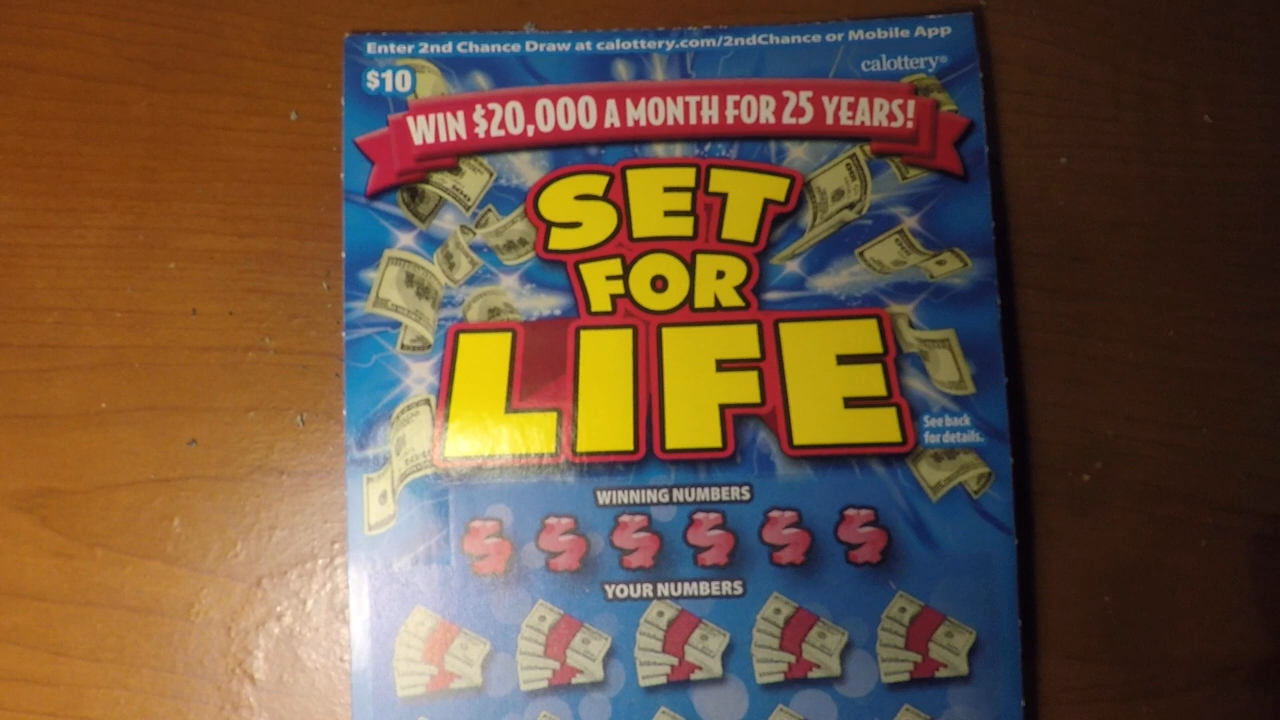 Enter 2nd Chance Draw at calottery.com/2ndChance or Mobile App
calottery®
$10
WIN $20,000 A MONTH FOR 25 YEARS!
SET
FOR
LIFE
See back
for details.
WINNING NUMBERS
$ $ $ $ $ $
YOUR NUMBERS